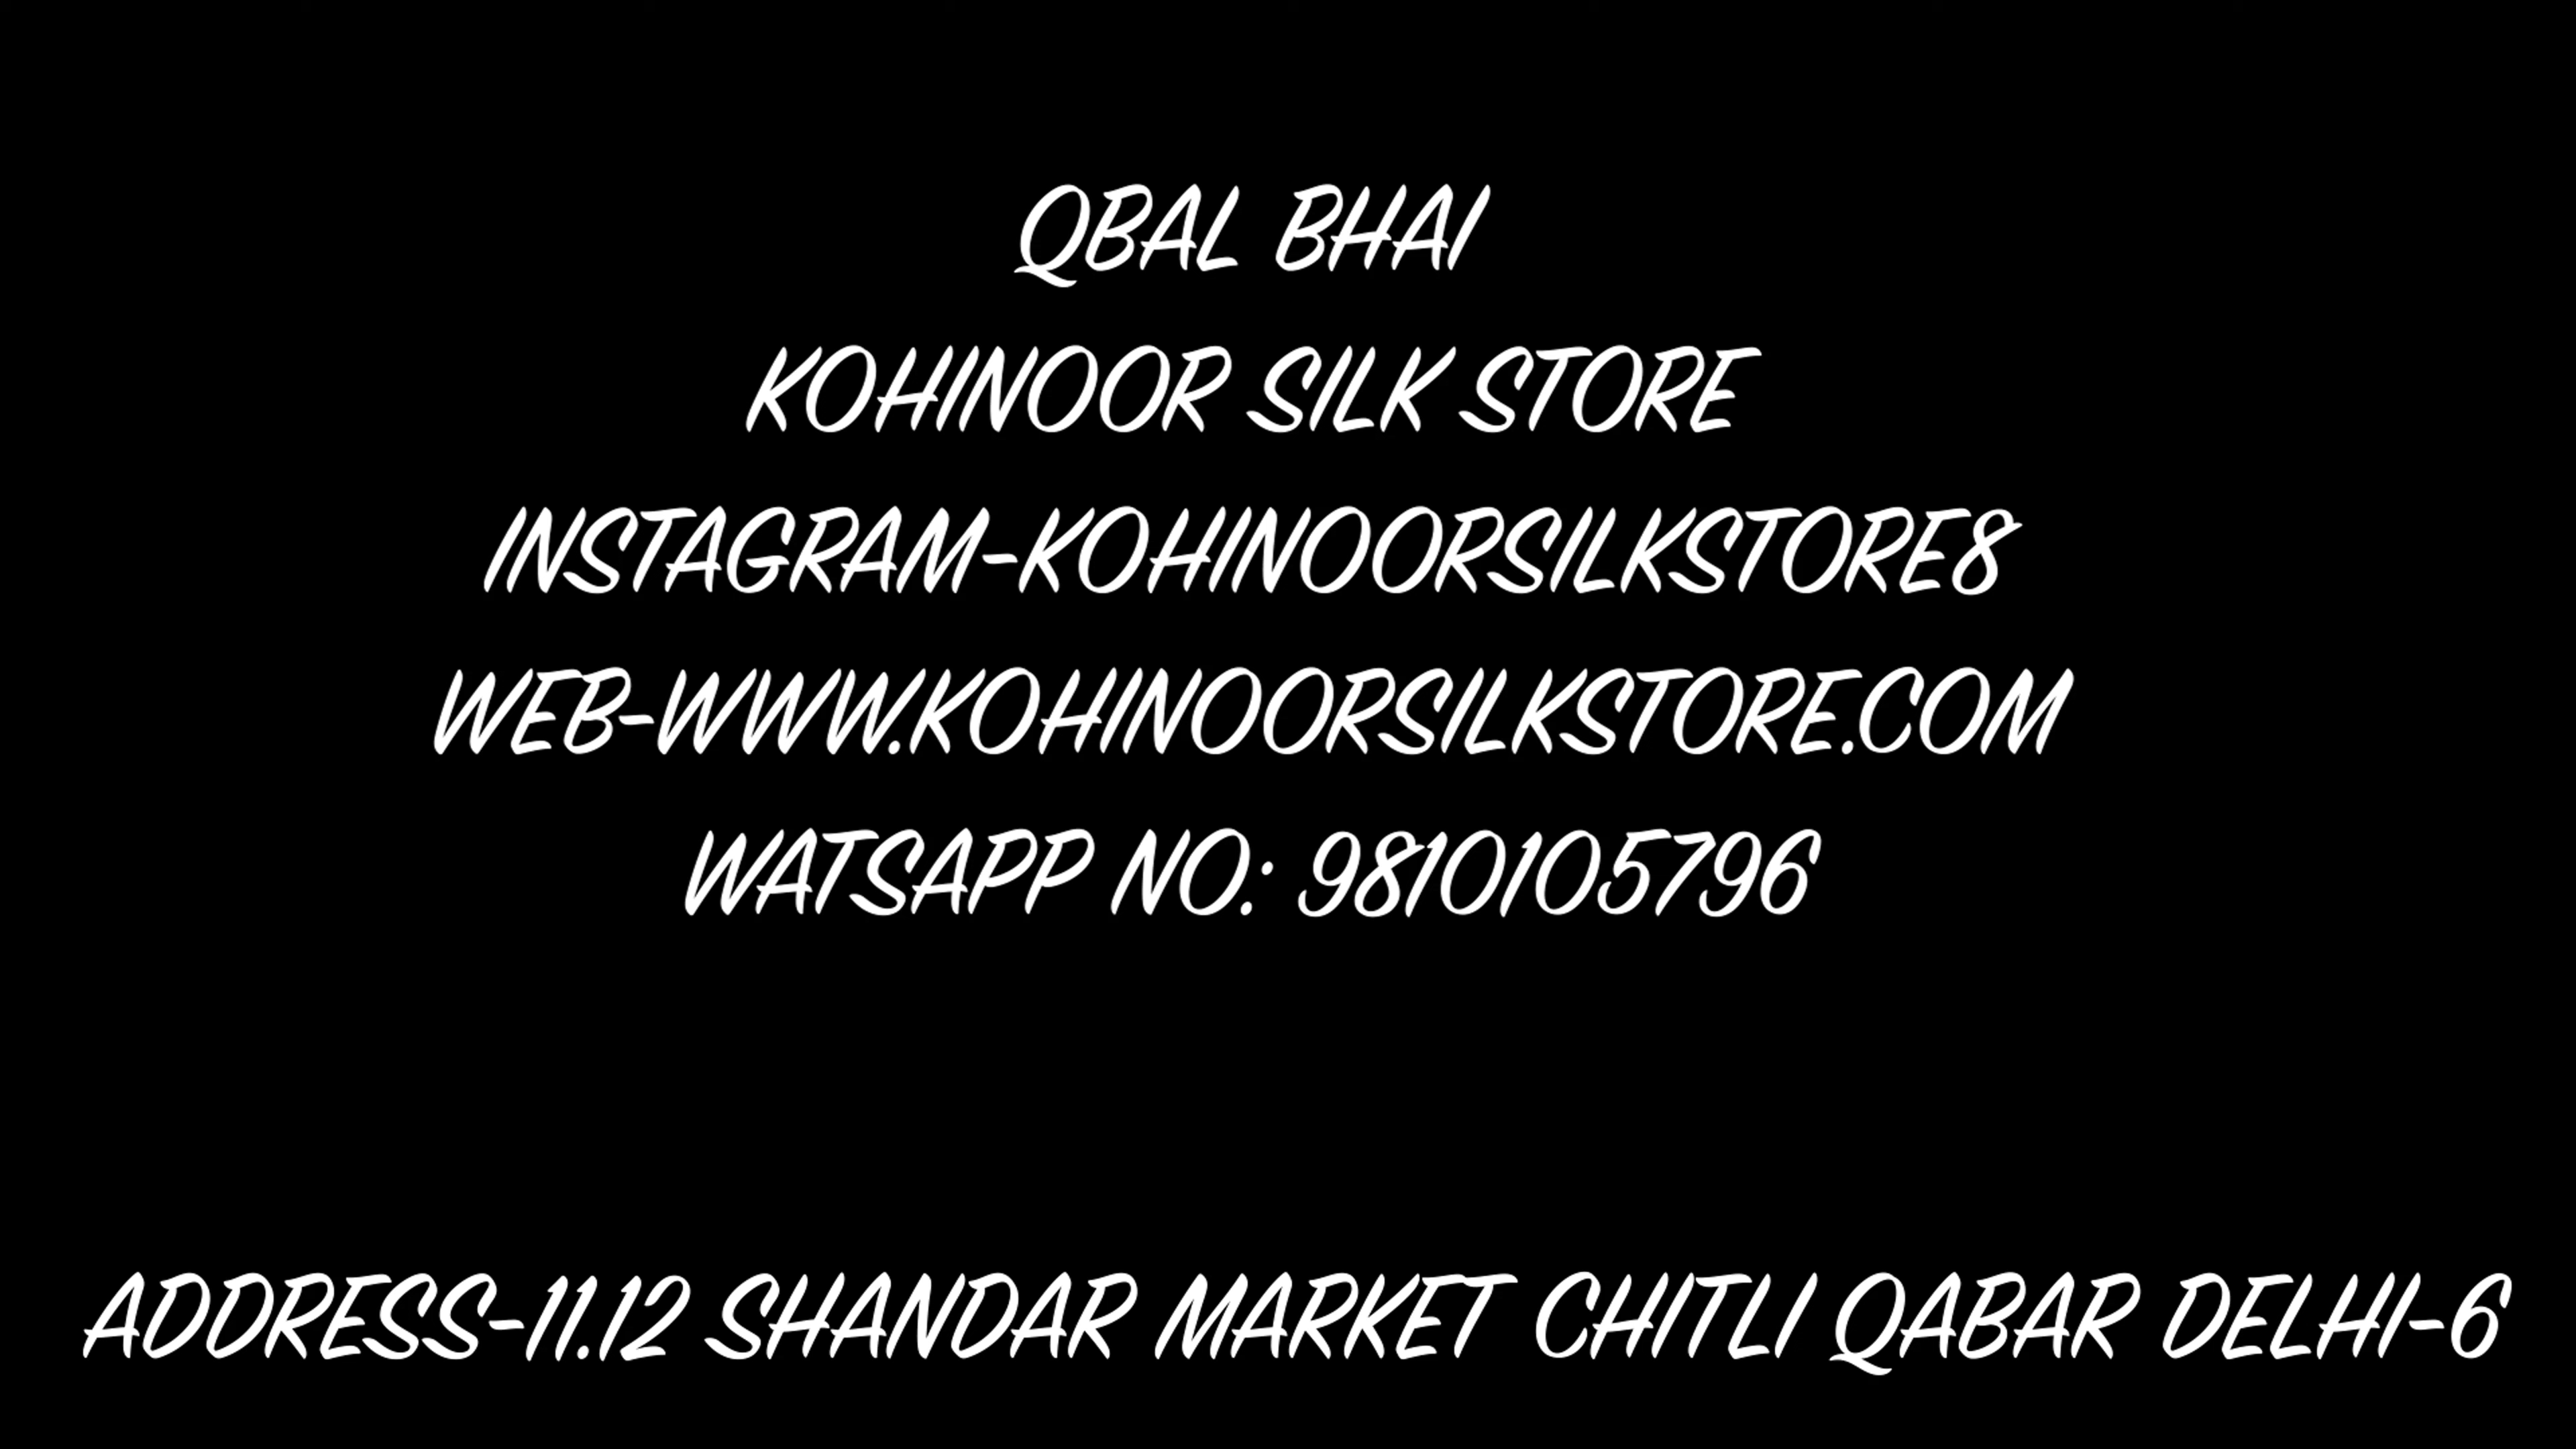 QBAL BHAI
KOHINOOR SILK STORE
INSTAGRAM-KOHINOORSILKSTORE8
WEB-WWW.KOHINOORSILKSTORE.COM
WATSAPP NO: 9810105796
ADDRESS-11.12 SHANDAR MARKET CHITLI QABAR DELHI-6